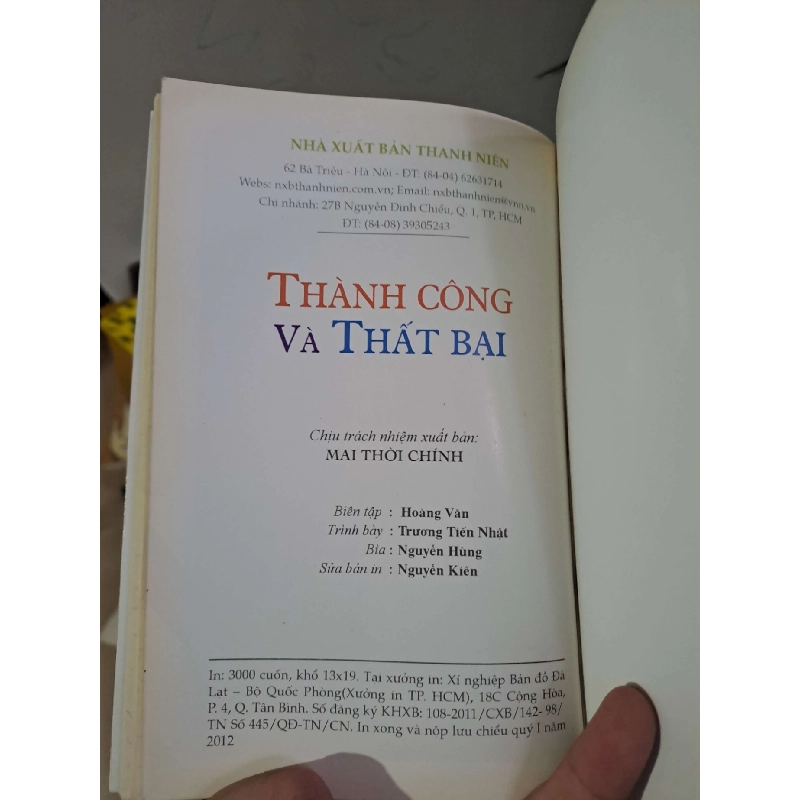 NHÀ XUẤT BẢN THANH NIÊN
62 Bà Triệu - Hà Nội - ĐT: (84-04) 62631714
Webs: nxbthanhnien.com.vn; Email: nxbthanhnien@vnn.vn
Chi nhánh: 27B Nguyễn Đình Chiểu, Q. 1, TP, HCM
ĐT: (84-08) 39305243
THÀNH CÔNG
VÀ THẤT BẠI
Chịu trách nhiệm xuất bản:
MAI THỜI CHÍNH
Biên tập : Hoàng Vân
Trình bày : Trương Tiến Nhất
Bìa : Nguyễn Hùng
Sửa bản in : Nguyễn Kiên
In: 3000 cuốn, khổ 13x19. Tại xưởng in: Xí nghiệp Bản đồ Đà
Lạt – Bộ Quốc Phòng(Xưởng in TP. HCM), 18C Cộng Hòa,
P. 4, Q. Tân Bình. Số đăng ký KHXB: 108-2011/CXB/142- 98/
TN Số 445/QĐ-TN/CN. In xong và nộp lưu chiểu quý I năm
2012